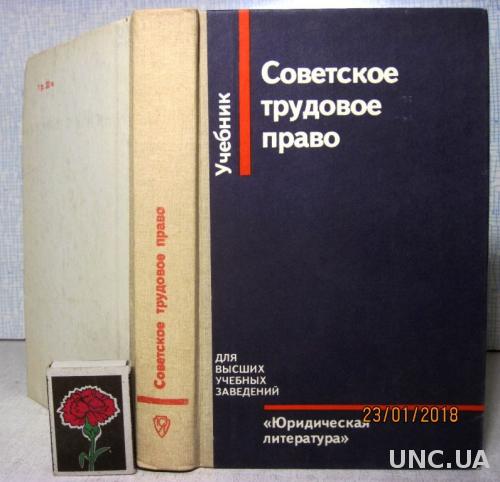 Советское
трудовое
право
Учебник
ДЛЯ
ВЫСШИХ
УЧЕБНЫХ
ЗАВЕДЕНИЙ
«Юридическая
литература»
Советское трудовое право
23/01/2018
UNC.UA